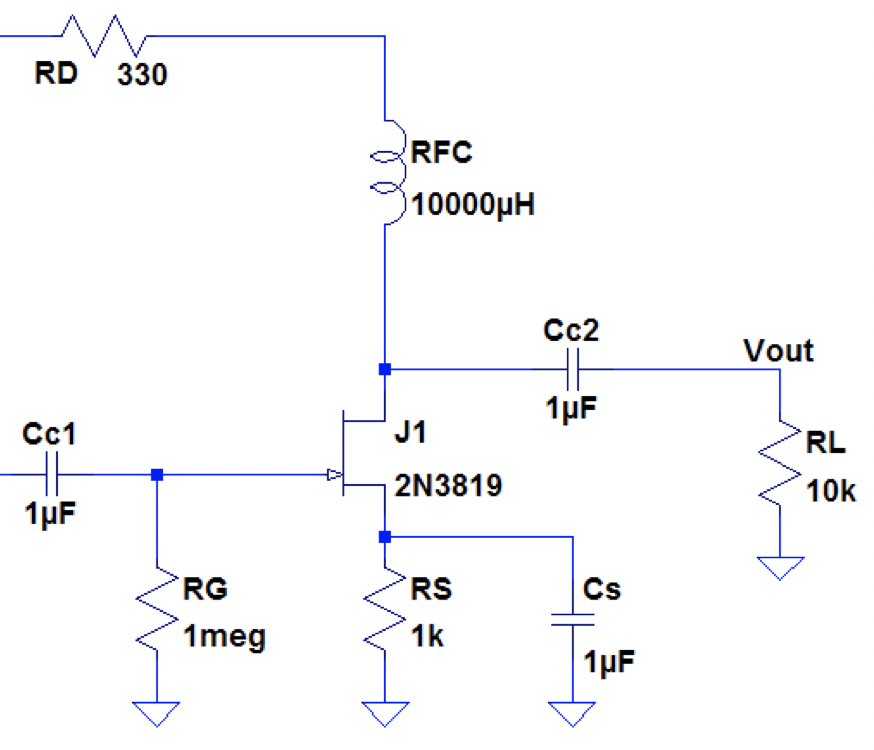 RD 330
RFC
10000µH
Cc2
Vout
1µF
Cc1
J1
RL
2N3819
10k
1µF
RG
RS
Cs
1meg
1k
1µF